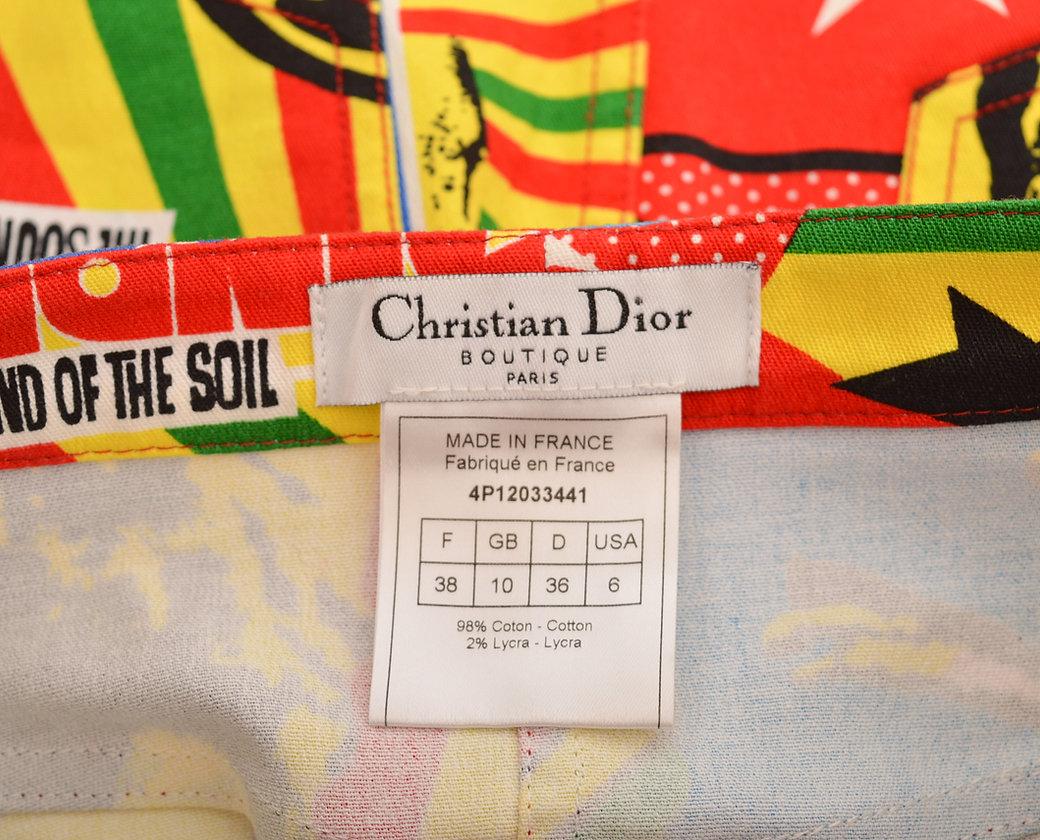 ND OF THE SOIL
Christian Dior
BOUTIQUE
PARIS
MADE IN FRANCE
Fabriqué en France
4P12033441
F GB D USA
38 10 36 6
98% Coton - Cotton
2% Lycra - Lycra